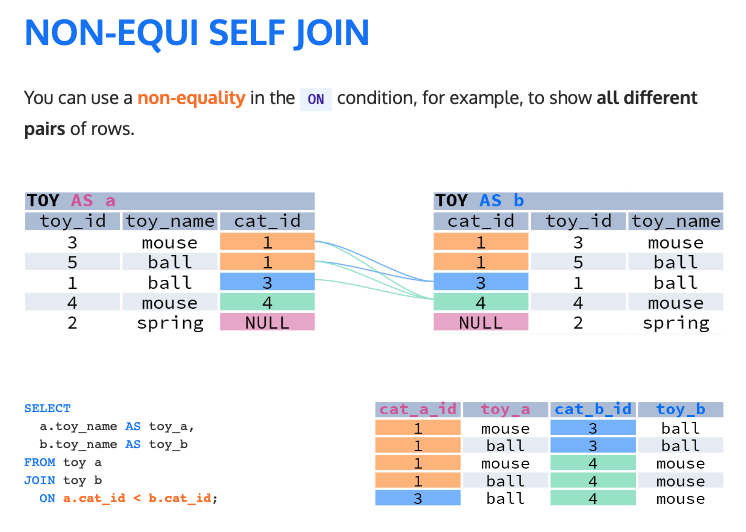 NON-EQUI SELF JOIN
You can use a non-equality in the ON condition, for example, to show all different
pairs of rows.
TOY AS a
toy_id toy_name cat_id
3 mouse 1
5 ball 1
1 ball 3
4 mouse 4
2 spring NULL
TOY AS b
cat_id toy_id toy_name
1 3 mouse
1 5 ball
3 1 ball
4 4 mouse
NULL 2 spring
SELECT
a.toy_name AS toy_a,
b.toy_name AS toy_b
FROM toy a
JOIN toy b
ON a.cat_id < b.cat_id;
cat_a_id toy_a cat_b_id toy_b
1 mouse 3 ball
1 ball 3 ball
1 mouse 4 mouse
1 ball 4 mouse
3 ball 4 mouse